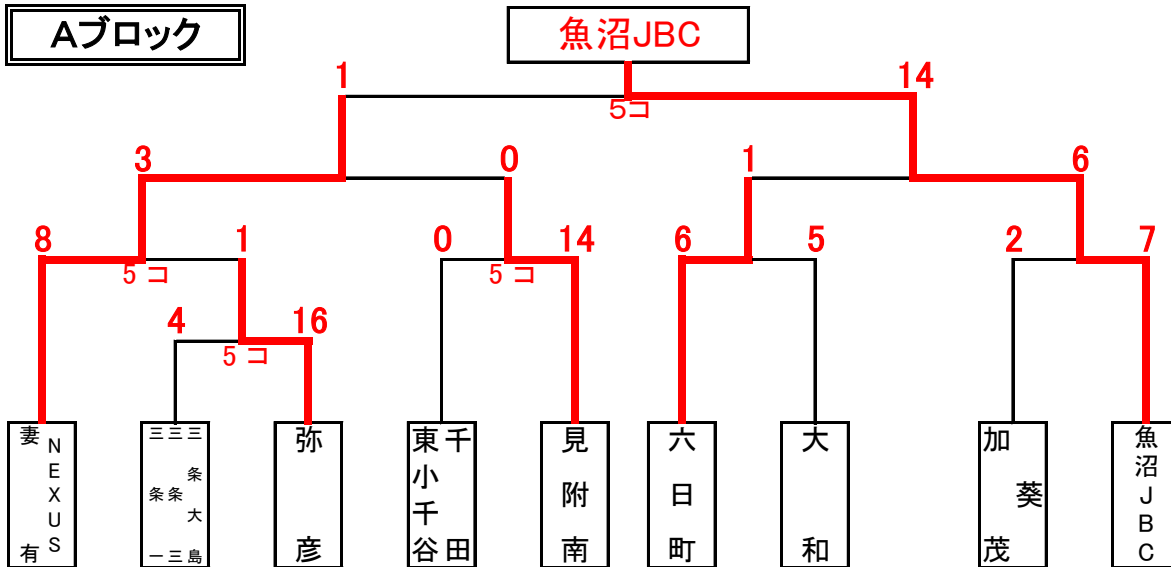 Aブロック
魚沼JBC
1
14
5コ
3
0
1
6
8
1
0
14
6
5
2
7
5 コ
5 コ
4
16
5 コ
妻有
NEXUS
三条大島
三条三
三条一
弥彦
千田
東小千谷
見附南
六日町
大和
加茂
葵
魚沼JBC